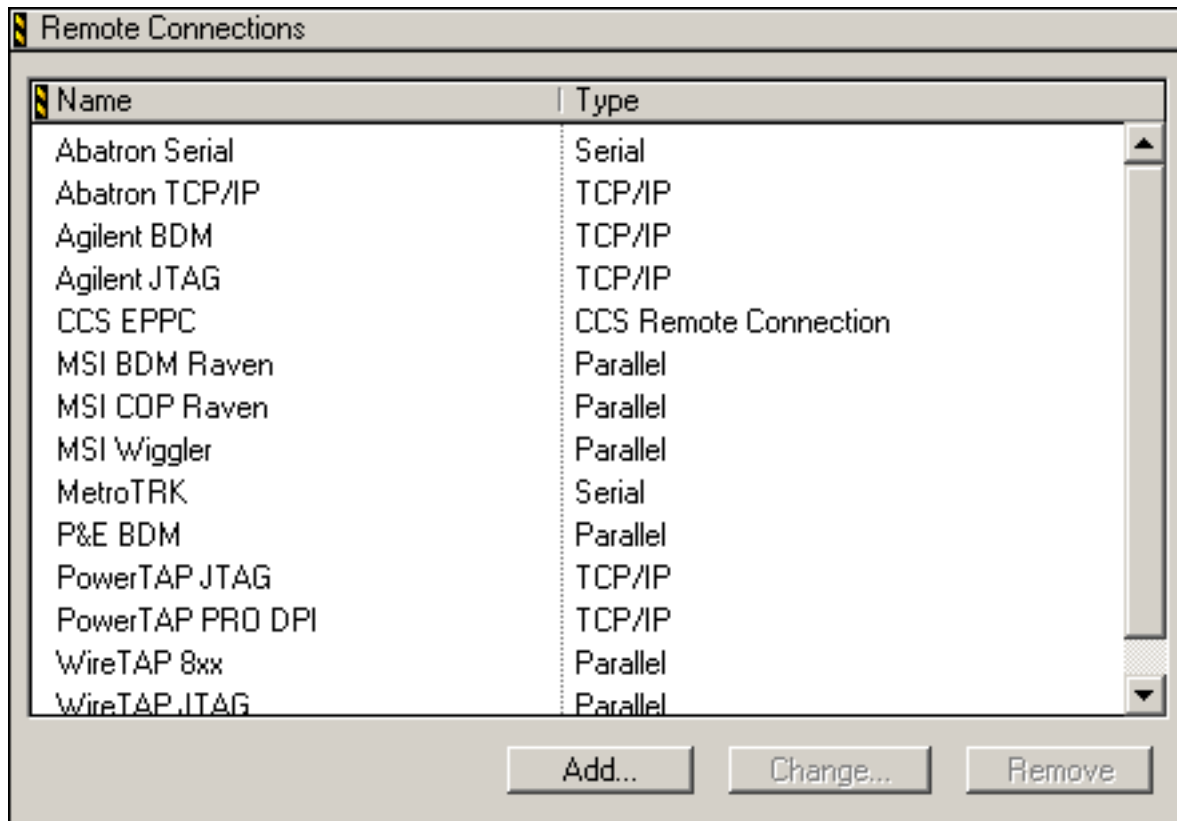 Remote Connections
Name Type
Abatron Serial Serial
Abatron TCP/IP TCP/IP
Agilent BDM TCP/IP
Agilent JTAG TCP/IP
CCS EPPC CCS Remote Connection
MSI BDM Raven Parallel
MSI COP Raven Parallel
MSI Wiggler Parallel
MetroTRK Serial
P&E BDM Parallel
PowerTAP JTAG TCP/IP
PowerTAP PRO DPI TCP/IP
WireTAP 8xx Parallel
WireTAP JTAG Parallel
Add... Change... Remove